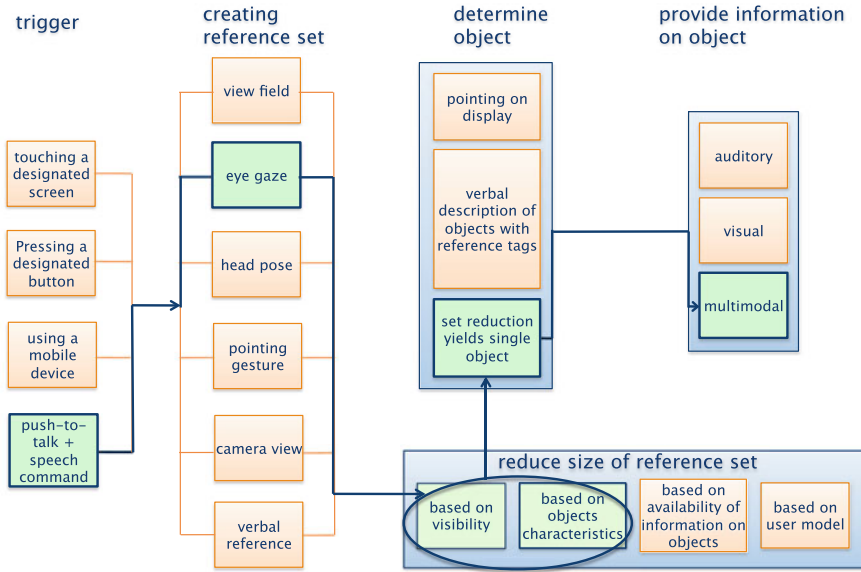 trigger
creating
reference set
determine
object
provide information
on object
touching a
designated
screen
Pressing a
designated
button
using a
mobile
device
push-to-
talk +
speech
command
view field
eye gaze
head pose
pointing
gesture
camera view
verbal
reference
pointing on
display
verbal
description of
objects with
reference tags
set reduction
yields single
object
auditory
visual
multimodal
reduce size of reference set
based on
visibility
based on
objects
characteristics
based on
availability of
information on
objects
based on
user model